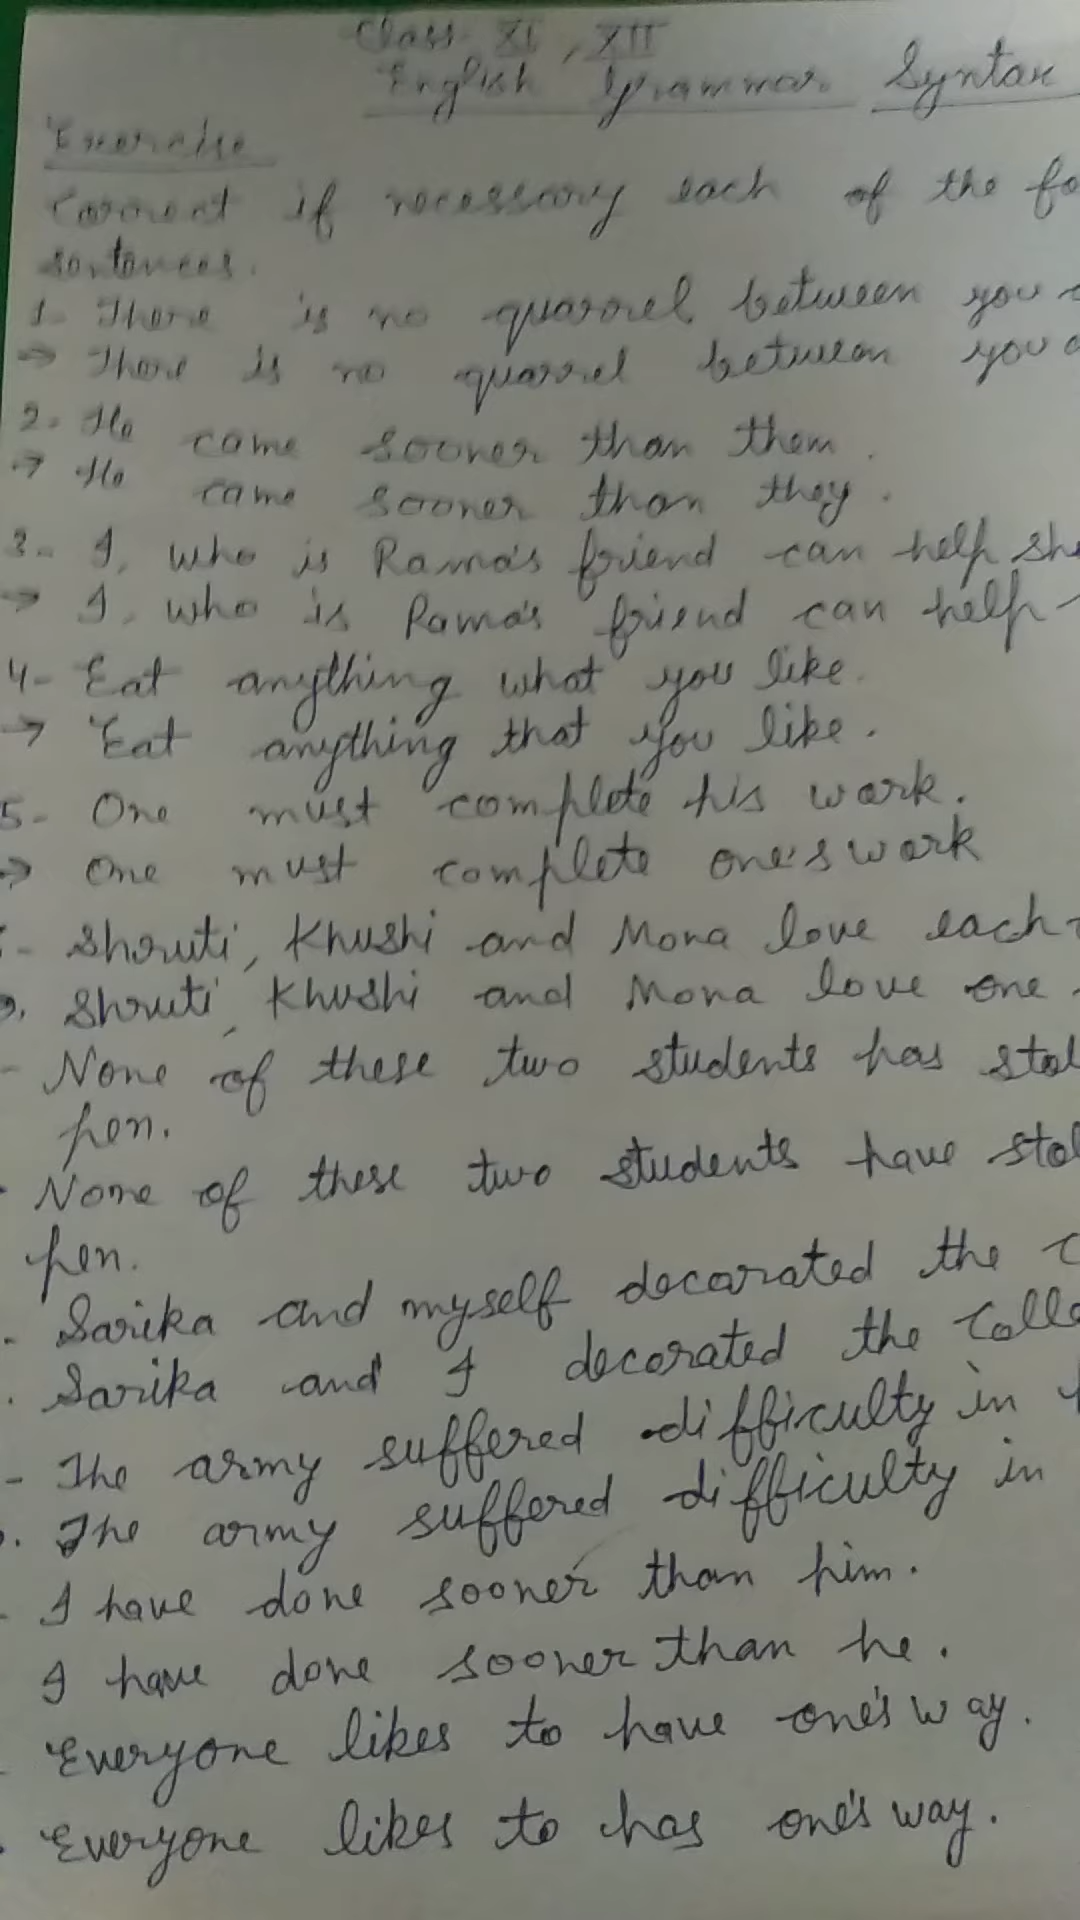 Class XI, XII
English Grammar Syntax
Exercise
Correct if necessary each of the
sentences.
1- There is no quarrel between you
→ There is no quarrel between you
2. He came sooner than them.
→ He came sooner than they.
3- I, who is Rama's friend can help
→ I, who is Rama's friend can help
4- Eat anything what you like.
→ Eat anything that you like.
5- One must complete his work.
→ One must complete one's work
- Shruti, Khushi and Mona love each
Shruti, Khushi and Mona love one
- None of these two students has
pen.
None of these two students have
pen.
Sarika and myself decorated the
Sarika and I decorated the
- The army suffered difficulty in
The army suffered difficulty in
I have done sooner than him.
I have done sooner than he.
Everyone likes to have one's way.
Everyone likes to has one's way.